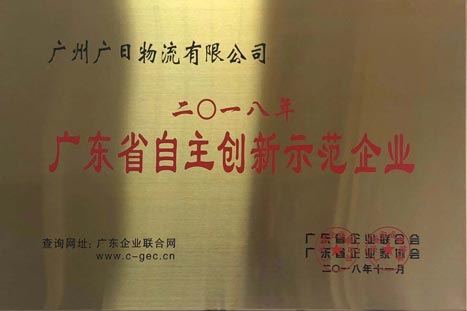 广州广日物流有限公司
二〇一八年
广东省自主创新示范企业
查询网址：广东企业联合网
www.c-gec.cn
广东省企业联合会
广东省企业家协会
二〇一八年十一月